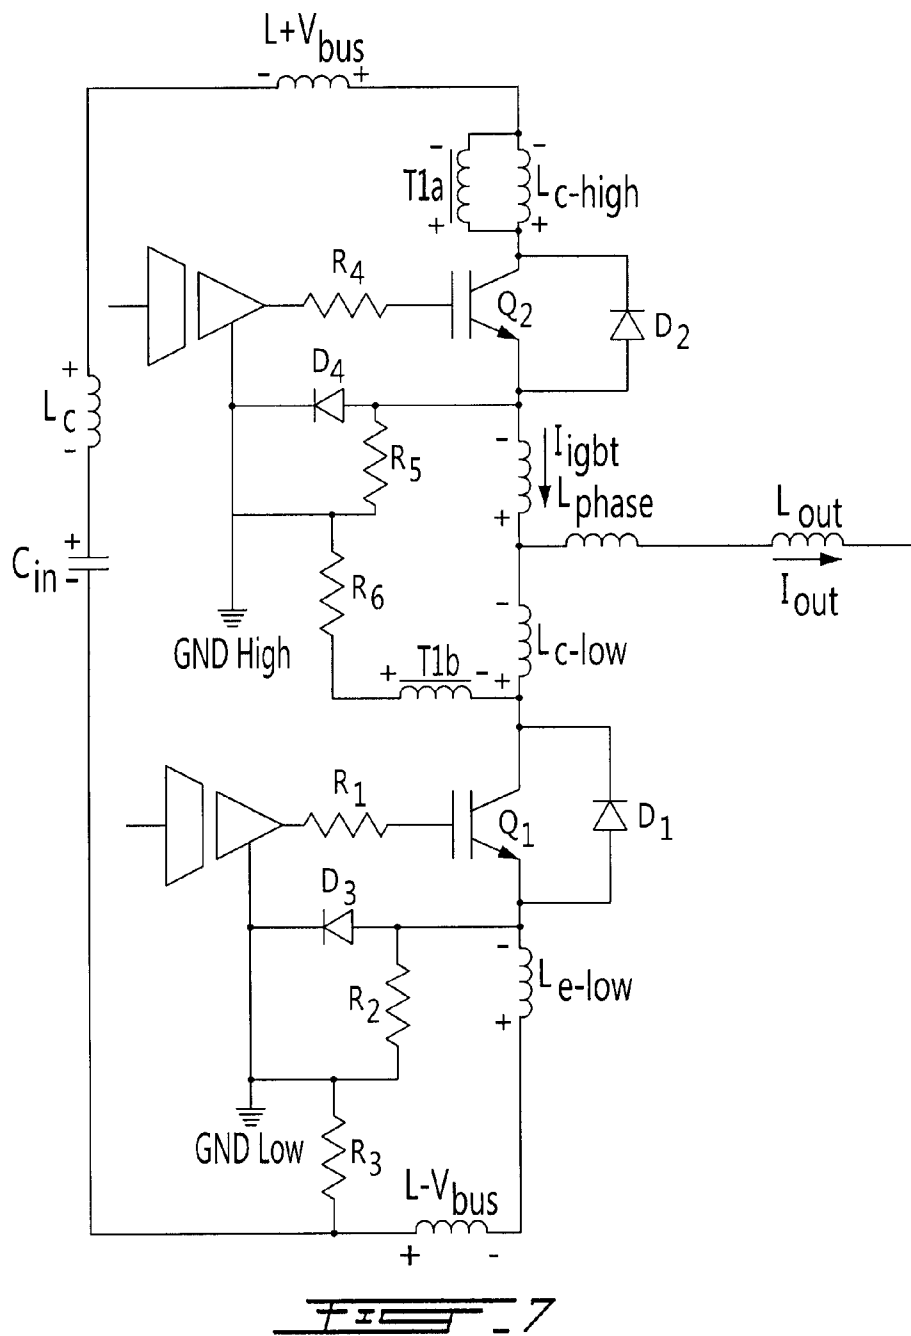 L+Vbus
- +
- -
T1a Lc-high
+ +
R4
Q2
D2
+
Lc
-
D4
R5
- Iigbt
Lphase
+
Lout
Iout
+
Cin
-
R6
GND High
-
Lc-low
+
+ T1b -
R1
Q1
D1
D3
-
Le-low
+
R2
GND Low
R3
L-Vbus
+ -
Fig_7